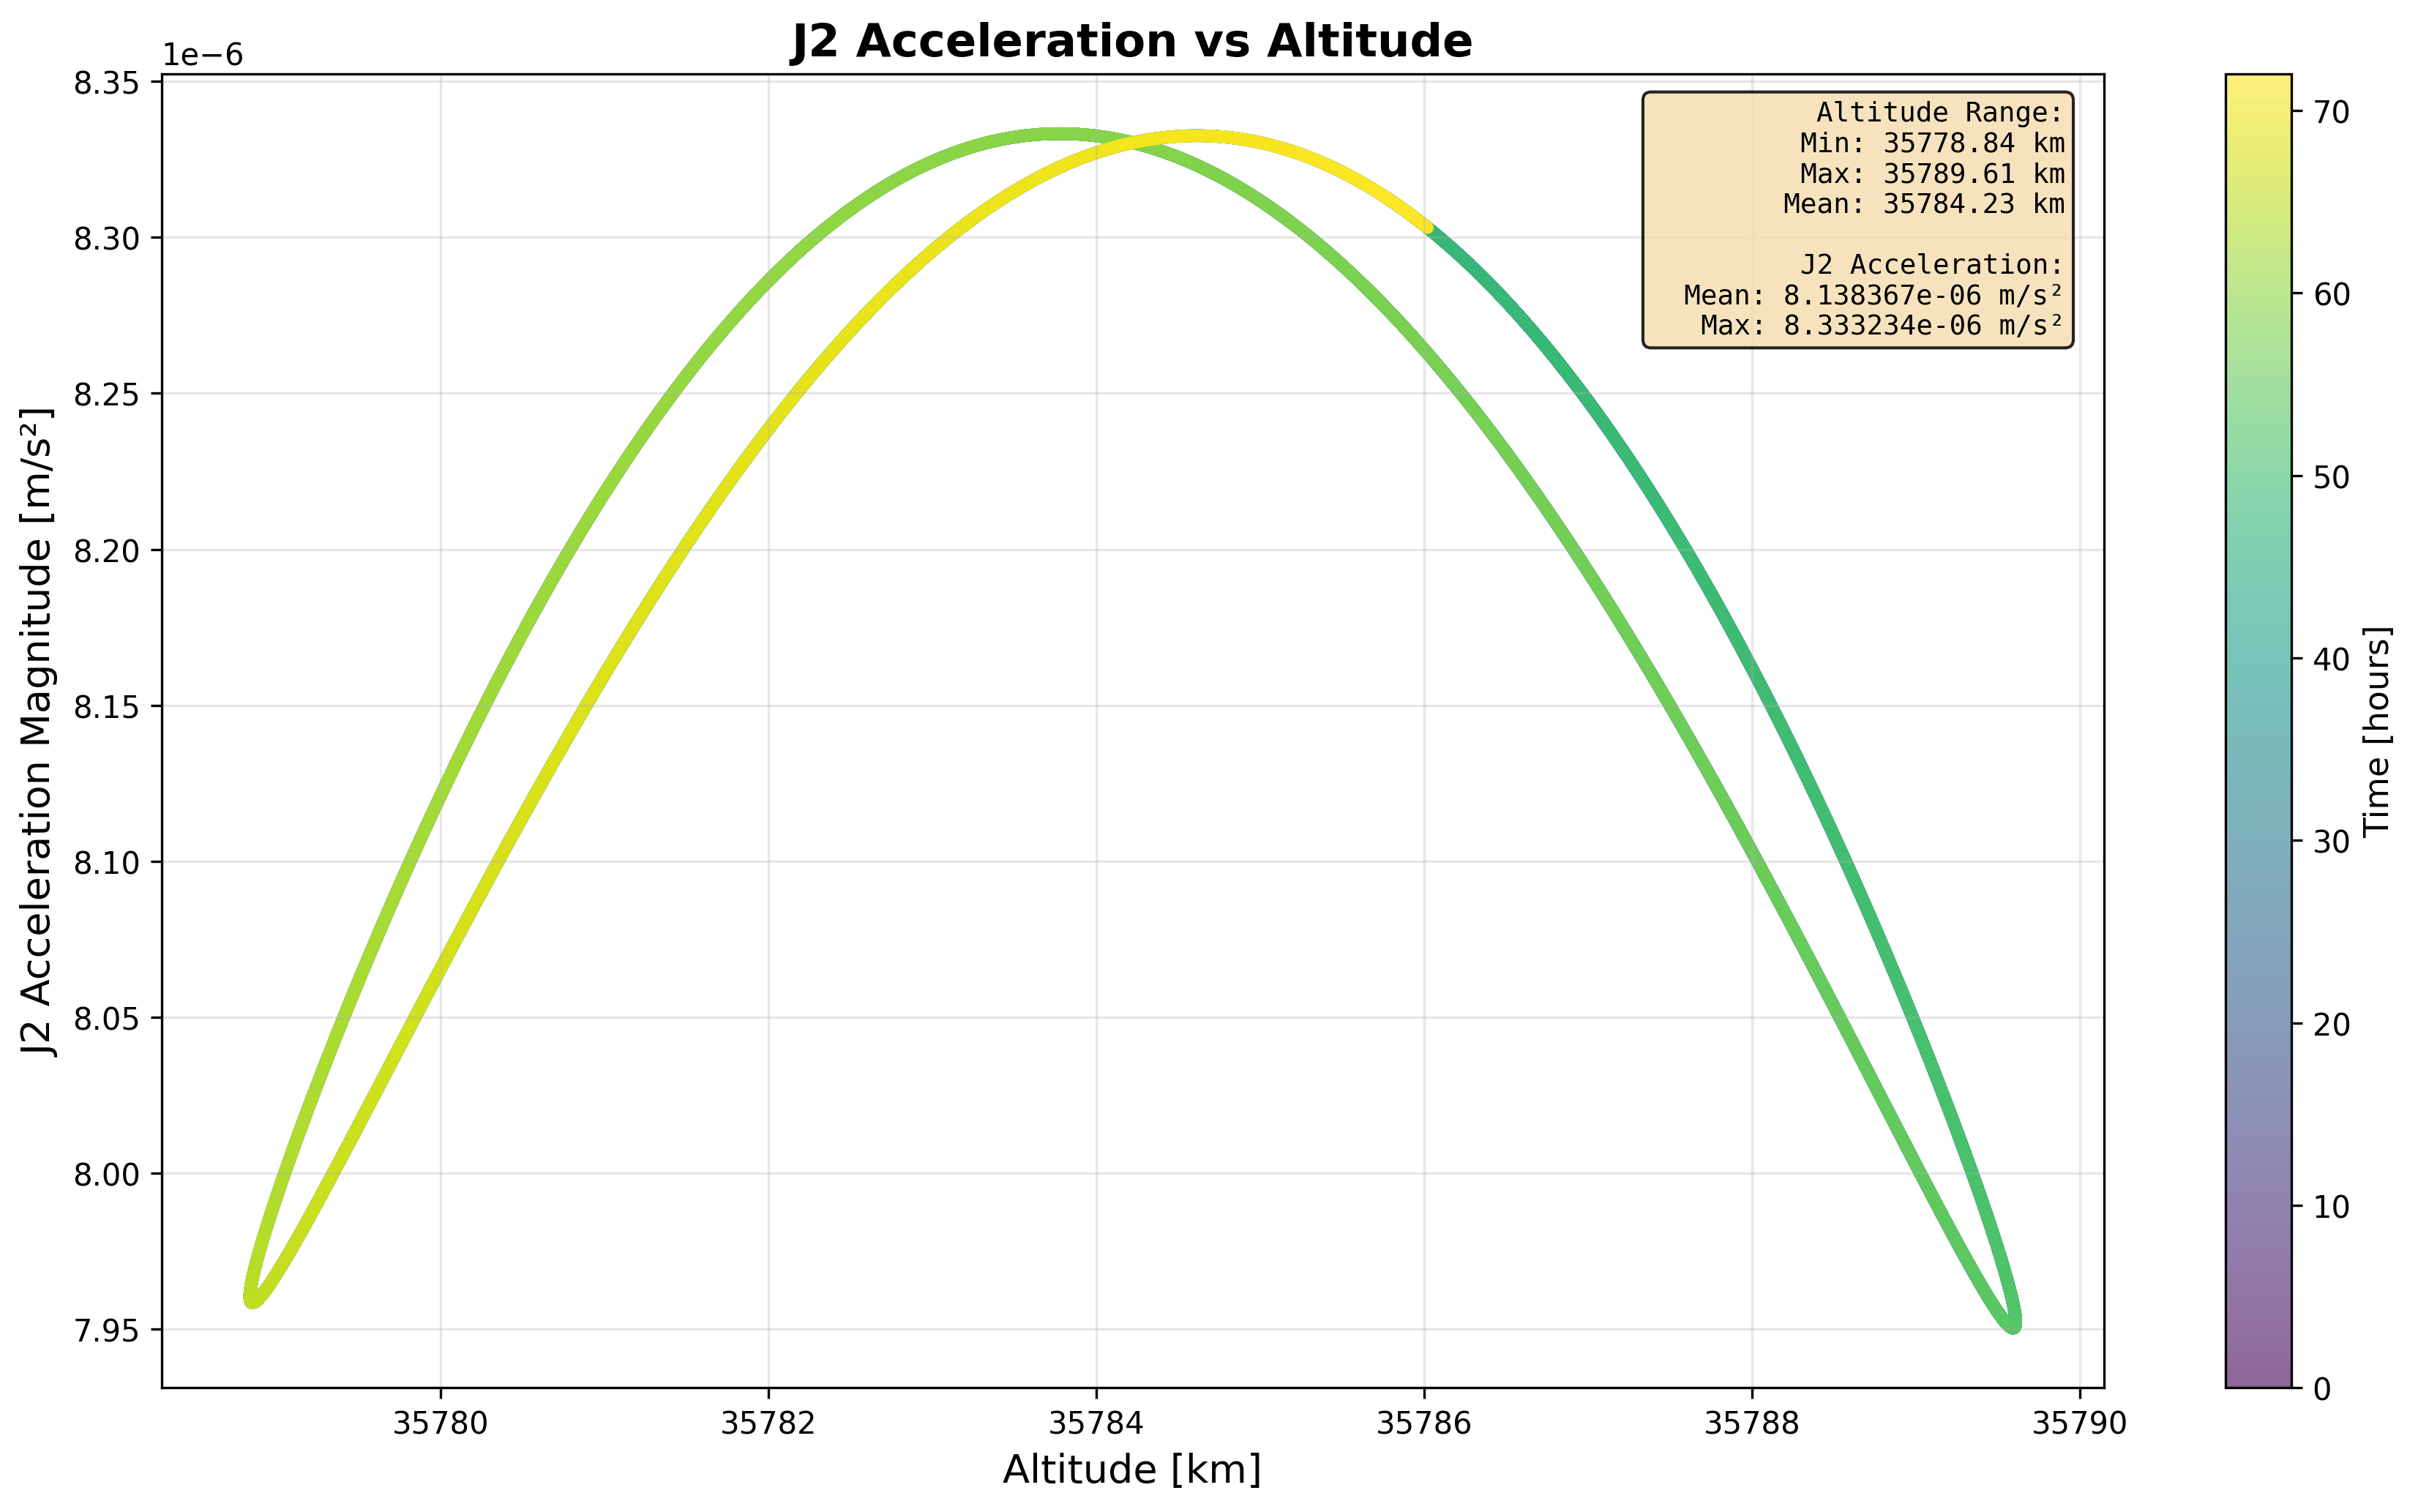 J2 Acceleration vs Altitude
1e−6
8.35
8.30
8.25
8.20
8.15
8.10
8.05
8.00
7.95
J2 Acceleration Magnitude [m/s²]
Altitude Range:
Min: 35778.84 km
Max: 35789.61 km
Mean: 35784.23 km
J2 Acceleration:
Mean: 8.138367e-06 m/s²
Max: 8.333234e-06 m/s²
35780 35782 35784 35786 35788 35790
Altitude [km]
70
60
50
40
30
20
10
0
Time [hours]